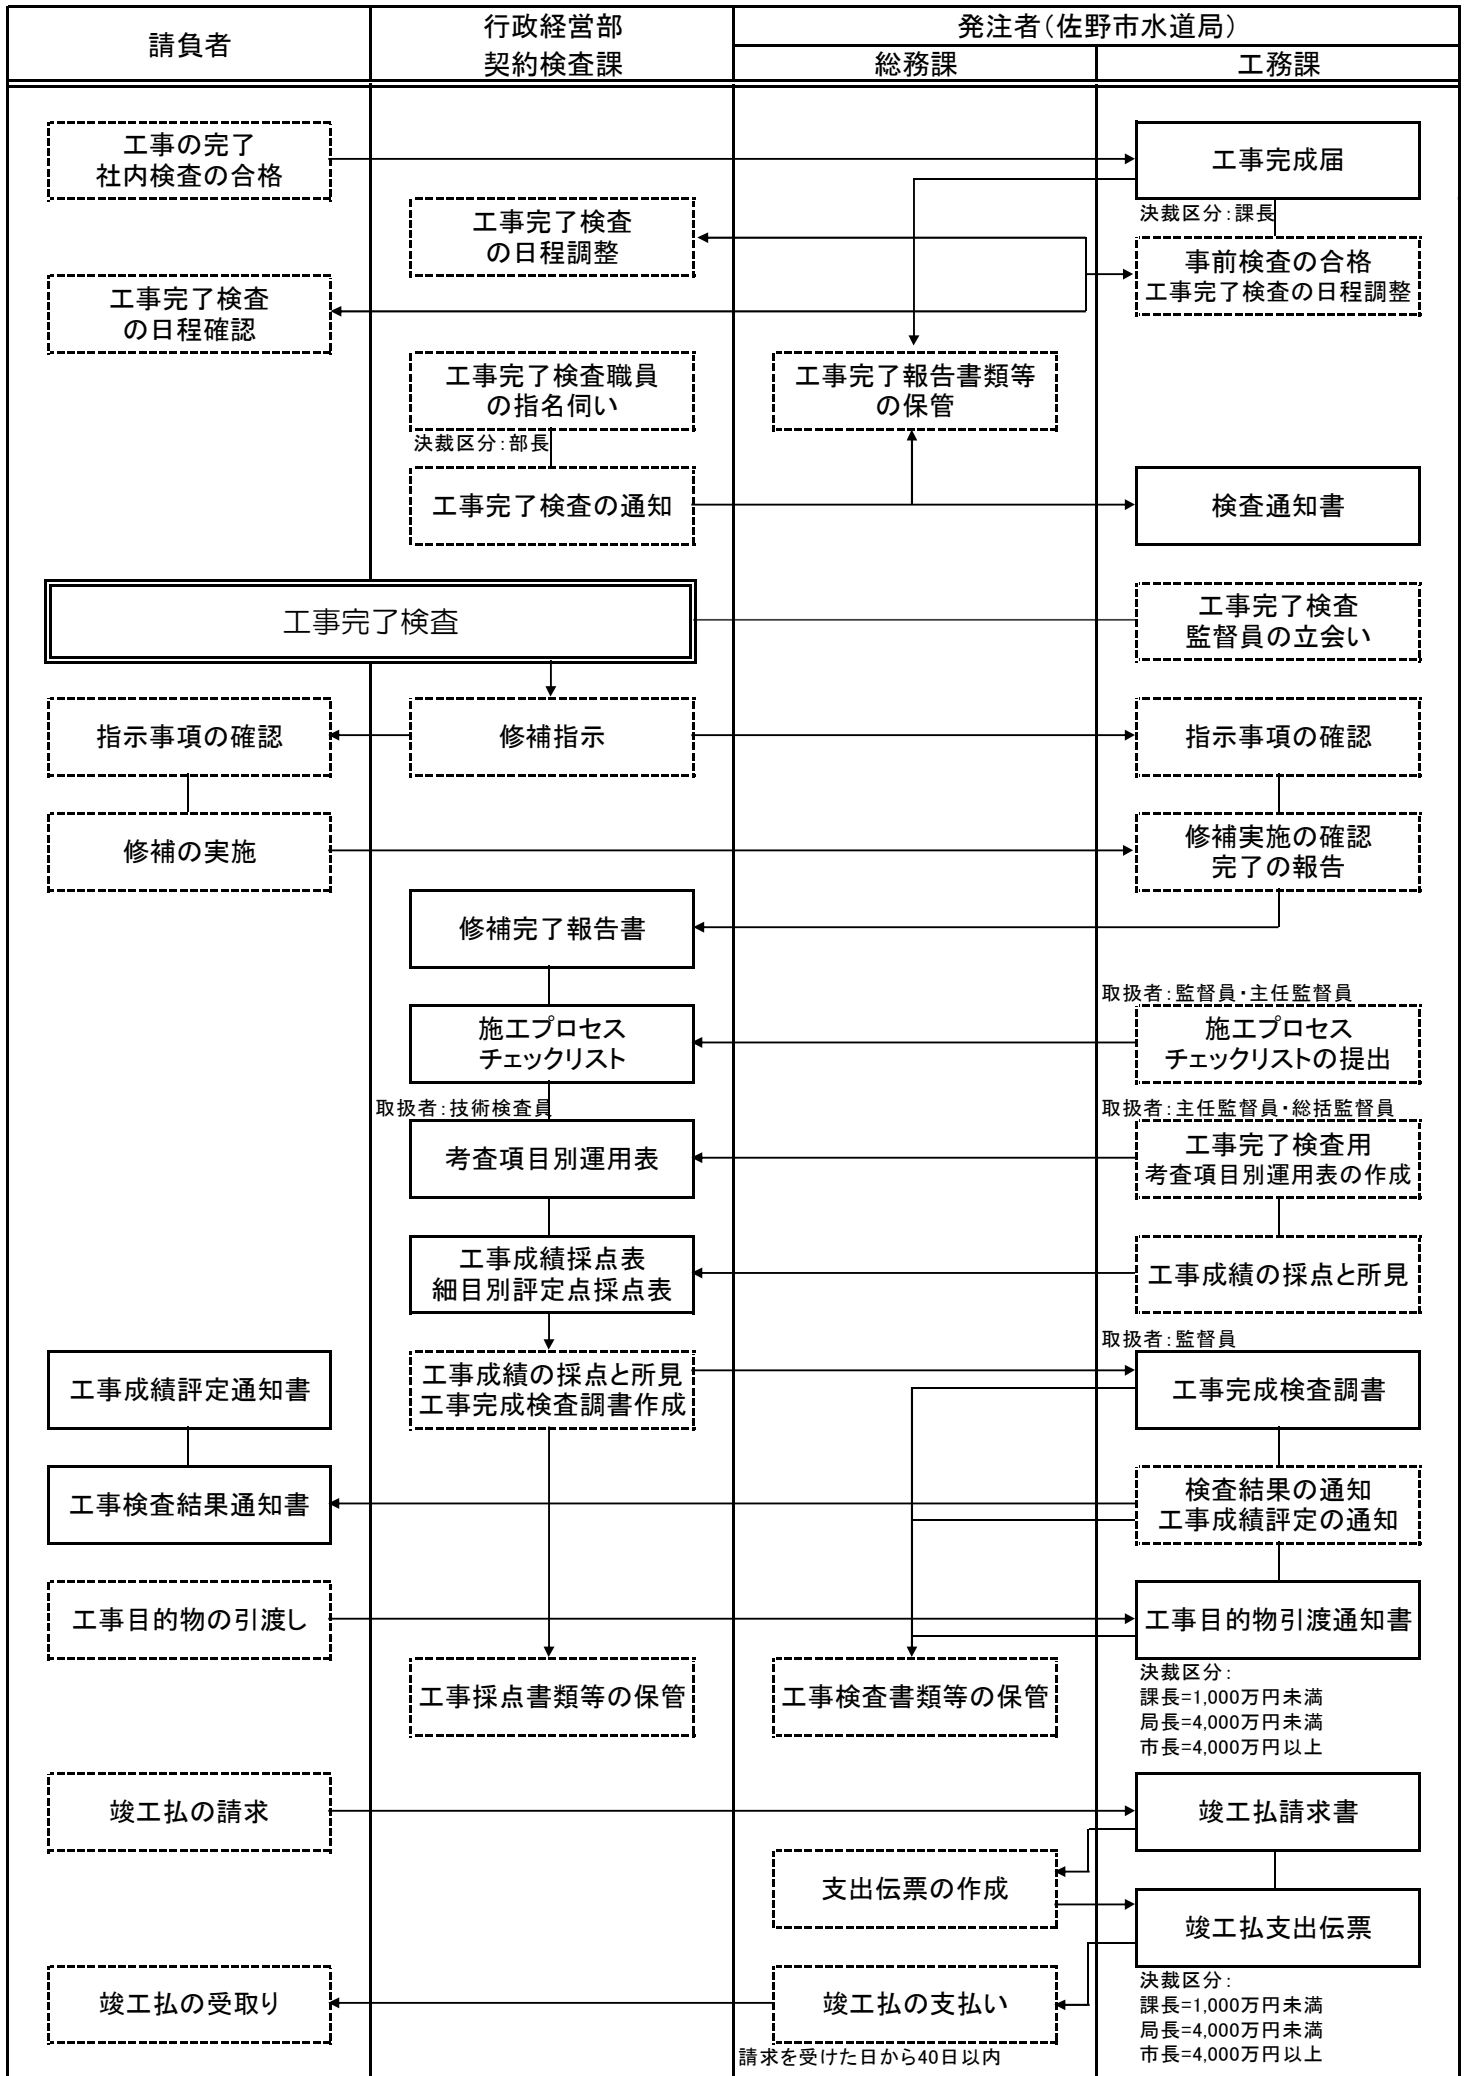 請負者
行政経営部
契約検査課
発注者（佐野市水道局）
総務課
工務課
工事の完了
社内検査の合格
工事完成届
決裁区分：課長
工事完了検査
の日程調整
事前検査の合格
工事完了検査の日程調整
工事完了検査
の日程確認
工事完了検査職員
の指名伺い
決裁区分：部長
工事完了報告書類等
の保管
工事完了検査の通知
検査通知書
工事完了検査
工事完了検査
監督員の立会い
指示事項の確認
修補指示
指示事項の確認
修補の実施
修補実施の確認
完了の報告
修補完了報告書
取扱者：監督員・主任監督員
施工プロセス
チェックリスト
施工プロセス
チェックリストの提出
取扱者：技術検査員
取扱者：主任監督員・総括監督員
考査項目別運用表
工事完了検査用
考査項目別運用表の作成
工事成績採点表
細目別評定点採点表
工事成績の採点と所見
取扱者：監督員
工事成績評定通知書
工事成績の採点と所見
工事完成検査調書作成
工事完成検査調書
工事検査結果通知書
検査結果の通知
工事成績評定の通知
工事目的物の引渡し
工事目的物引渡通知書
工事採点書類等の保管
工事検査書類等の保管
決裁区分：
課長=1,000万円未満
局長=4,000万円未満
市長=4,000万円以上
竣工払の請求
竣工払請求書
支出伝票の作成
竣工払支出伝票
竣工払の受取り
竣工払の支払い
請求を受けた日から40日以内
決裁区分：
課長=1,000万円未満
局長=4,000万円未満
市長=4,000万円以上